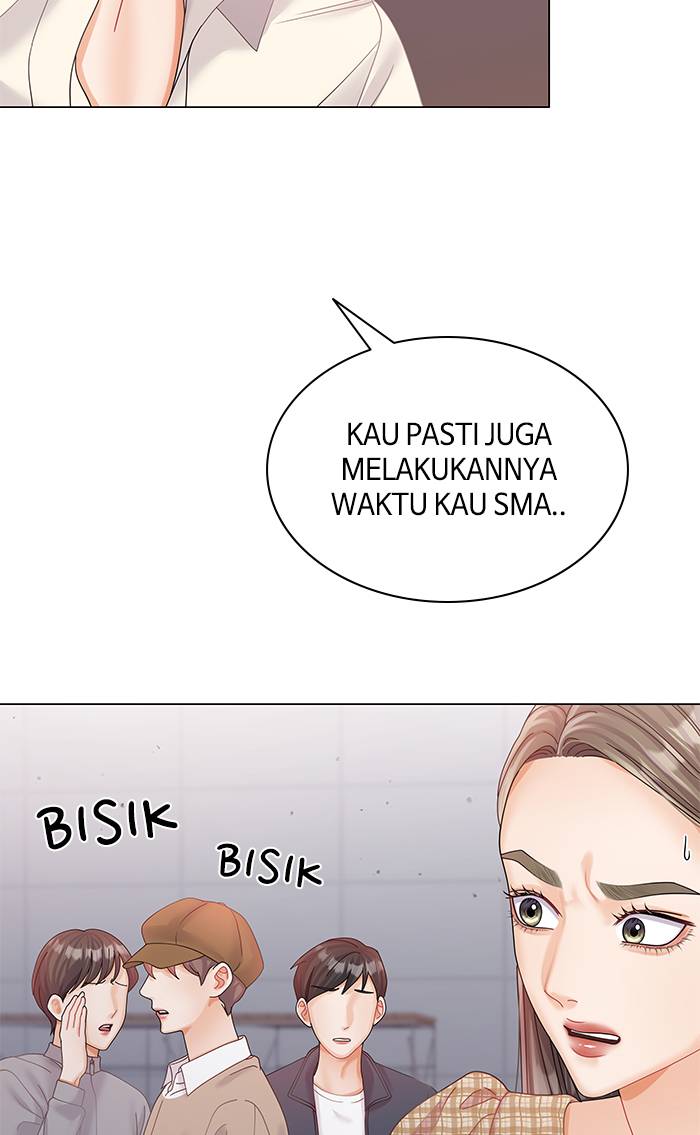 KAU PASTI JUGA
MELAKUKANNYA
WAKTU KAU SMA..
BISIK
BISIK